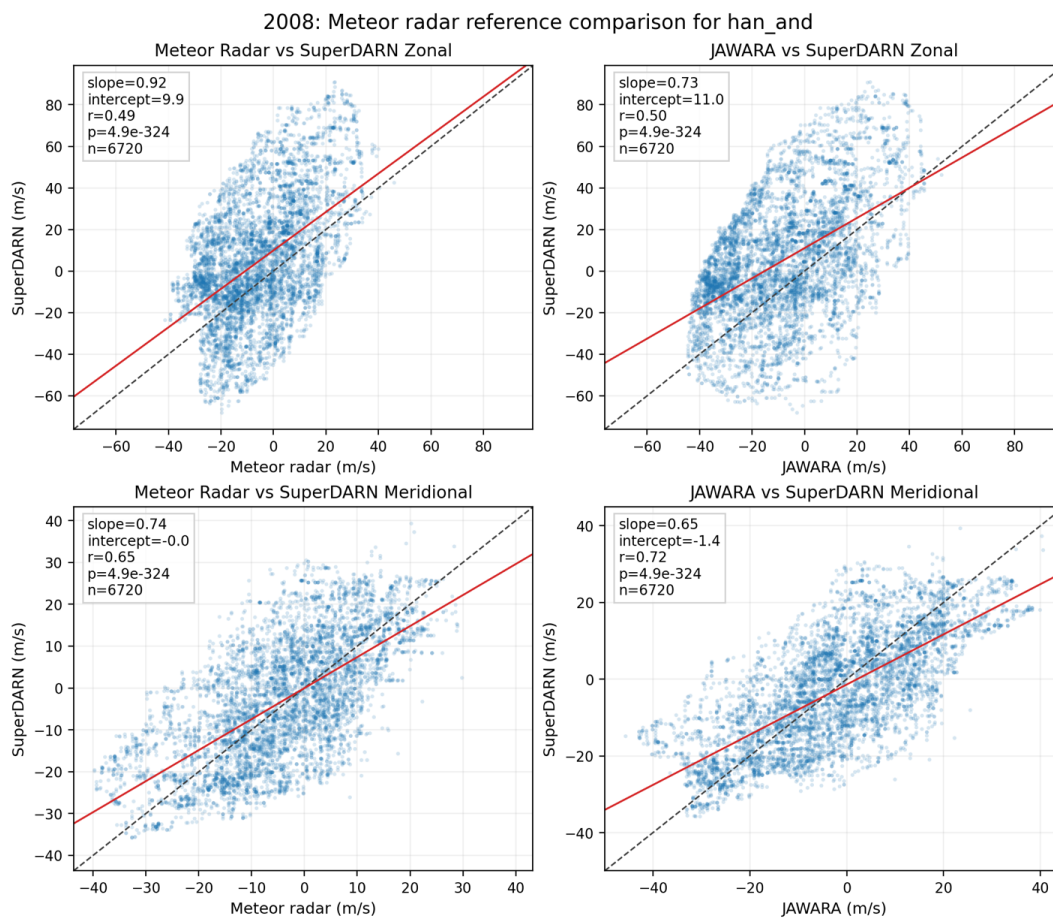 2008: Meteor radar reference comparison for han_and
Meteor Radar vs SuperDARN Zonal
slope=0.92
intercept=9.9
r=0.49
p=4.9e-324
n=6720
80
60
40
20
0
−20
−40
−60
SuperDARN (m/s)
−60 −40 −20 0 20 40 60 80
Meteor radar (m/s)
JAWARA vs SuperDARN Zonal
slope=0.73
intercept=11.0
r=0.50
p=4.9e-324
n=6720
80
60
40
20
0
−20
−40
−60
SuperDARN (m/s)
−60 −40 −20 0 20 40 60 80
JAWARA (m/s)
Meteor Radar vs SuperDARN Meridional
slope=0.74
intercept=-0.0
r=0.65
p=4.9e-324
n=6720
40
30
20
10
0
−10
−20
−30
−40
SuperDARN (m/s)
−40 −30 −20 −10 0 10 20 30 40
Meteor radar (m/s)
JAWARA vs SuperDARN Meridional
slope=0.65
intercept=-1.4
r=0.72
p=4.9e-324
n=6720
40
20
0
−20
−40
SuperDARN (m/s)
−40 −20 0 20 40
JAWARA (m/s)